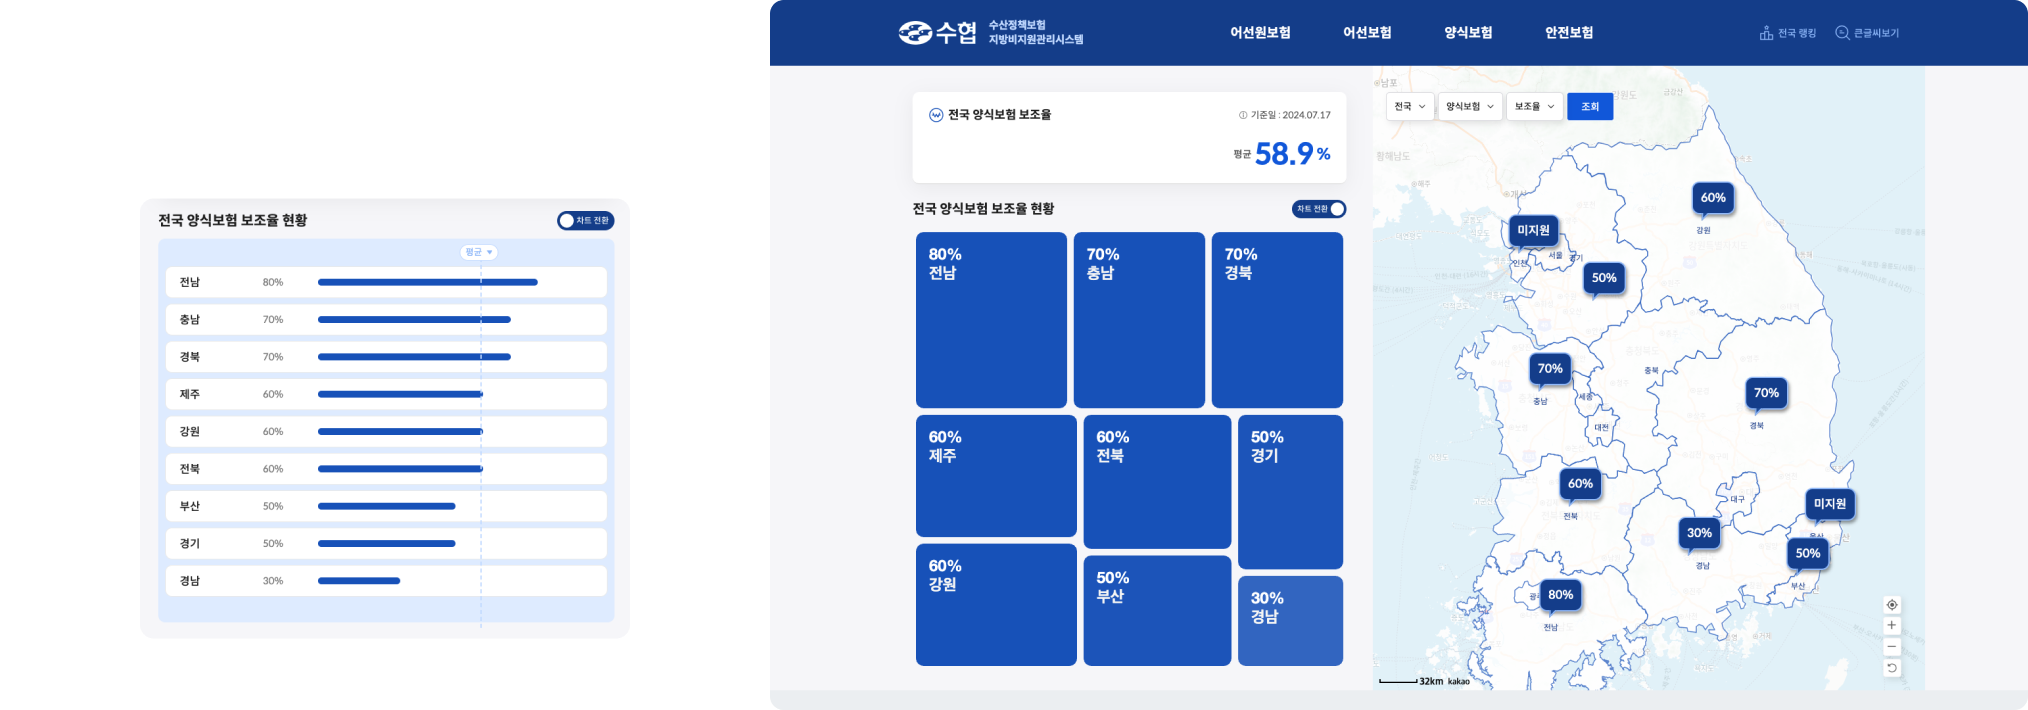 전국 양식보험 보조율 현황
차트 전환
평균
전남 80%
충남 70%
경북 70%
제주 60%
강원 60%
전북 60%
부산 50%
경기 50%
경남 30%
수협
수산정책보험
지방비지원관리시스템
어선원보험
어선보험
양식보험
안전보험
전국 랭킹
큰글씨보기
전국 양식보험 보조율
기준일 : 2024.07.17
평균 58.9 %
전국 양식보험 보조율 현황
차트 전환
80%
전남
70%
충남
70%
경북
60%
제주
60%
전북
50%
경기
60%
강원
50%
부산
30%
경남
전국
양식보험
보조율
조회
60%
강원
미지원
인천
서울
경기
50%
70%
충남
충북
세종
대전
70%
경북
60%
전북
대구
미지원
울산
30%
경남
50%
부산
80%
전남
32km kakao